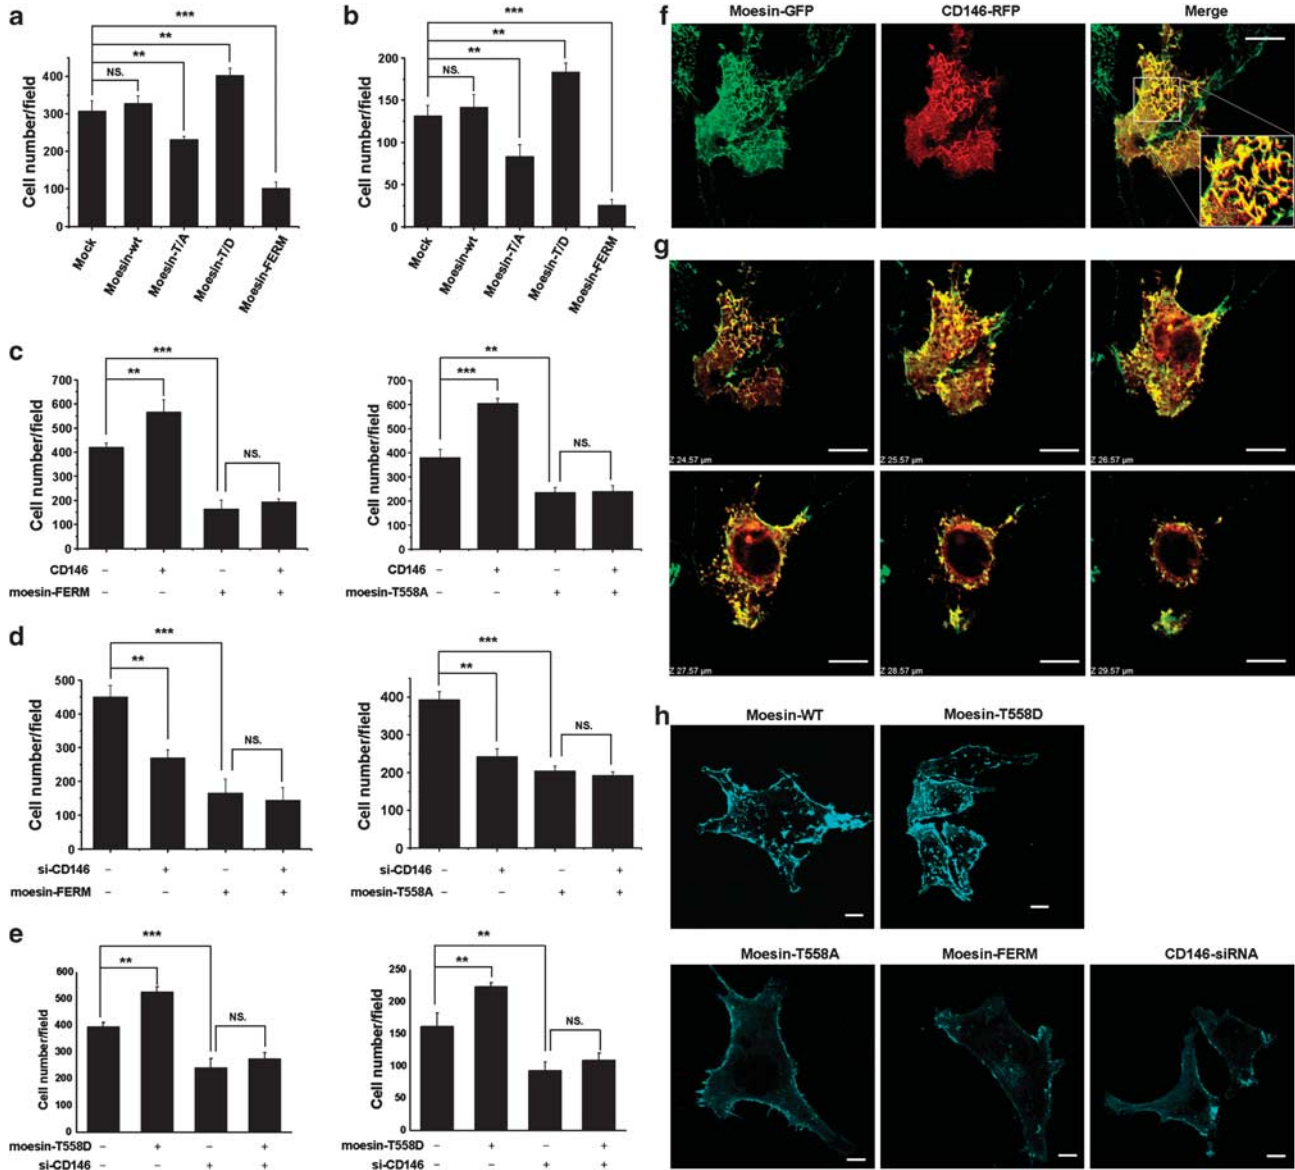 a
***
**
**
NS.
Cell number/field
400
300
200
100
0
Mock
Moesin-wt
Moesin-T/A
Moesin-T/D
Moesin-FERM
b
***
**
**
NS.
Cell number/field
200
150
100
50
0
Mock
Moesin-wt
Moesin-T/A
Moesin-T/D
Moesin-FERM
c
***
**
NS.
Cell number/field
700
600
500
400
300
200
100
0
CD146 – + – +
moesin-FERM – – + +
**
***
NS.
Cell number/field
700
600
500
400
300
200
100
0
CD146 – + – +
moesin-T558A – – + +
d
***
**
NS.
Cell number/field
500
400
300
200
100
0
si-CD146 – + – +
moesin-FERM – – + +
***
**
NS.
Cell number/field
400
300
200
100
0
si-CD146 – + – +
moesin-T558A – – + +
e
***
**
NS.
Cell number/field
600
500
400
300
200
100
0
moesin-T558D – + – +
si-CD146 – – + +
**
**
NS.
Cell number/field
250
200
150
100
50
0
moesin-T558D – + – +
si-CD146 – – + +
f
Moesin-GFP CD146-RFP Merge
g
Z 24.57 µm Z 25.57 µm Z 26.57 µm
Z 27.57 µm Z 28.57 µm Z 29.57 µm
h
Moesin-WT Moesin-T558D
Moesin-T558A Moesin-FERM CD146-siRNA